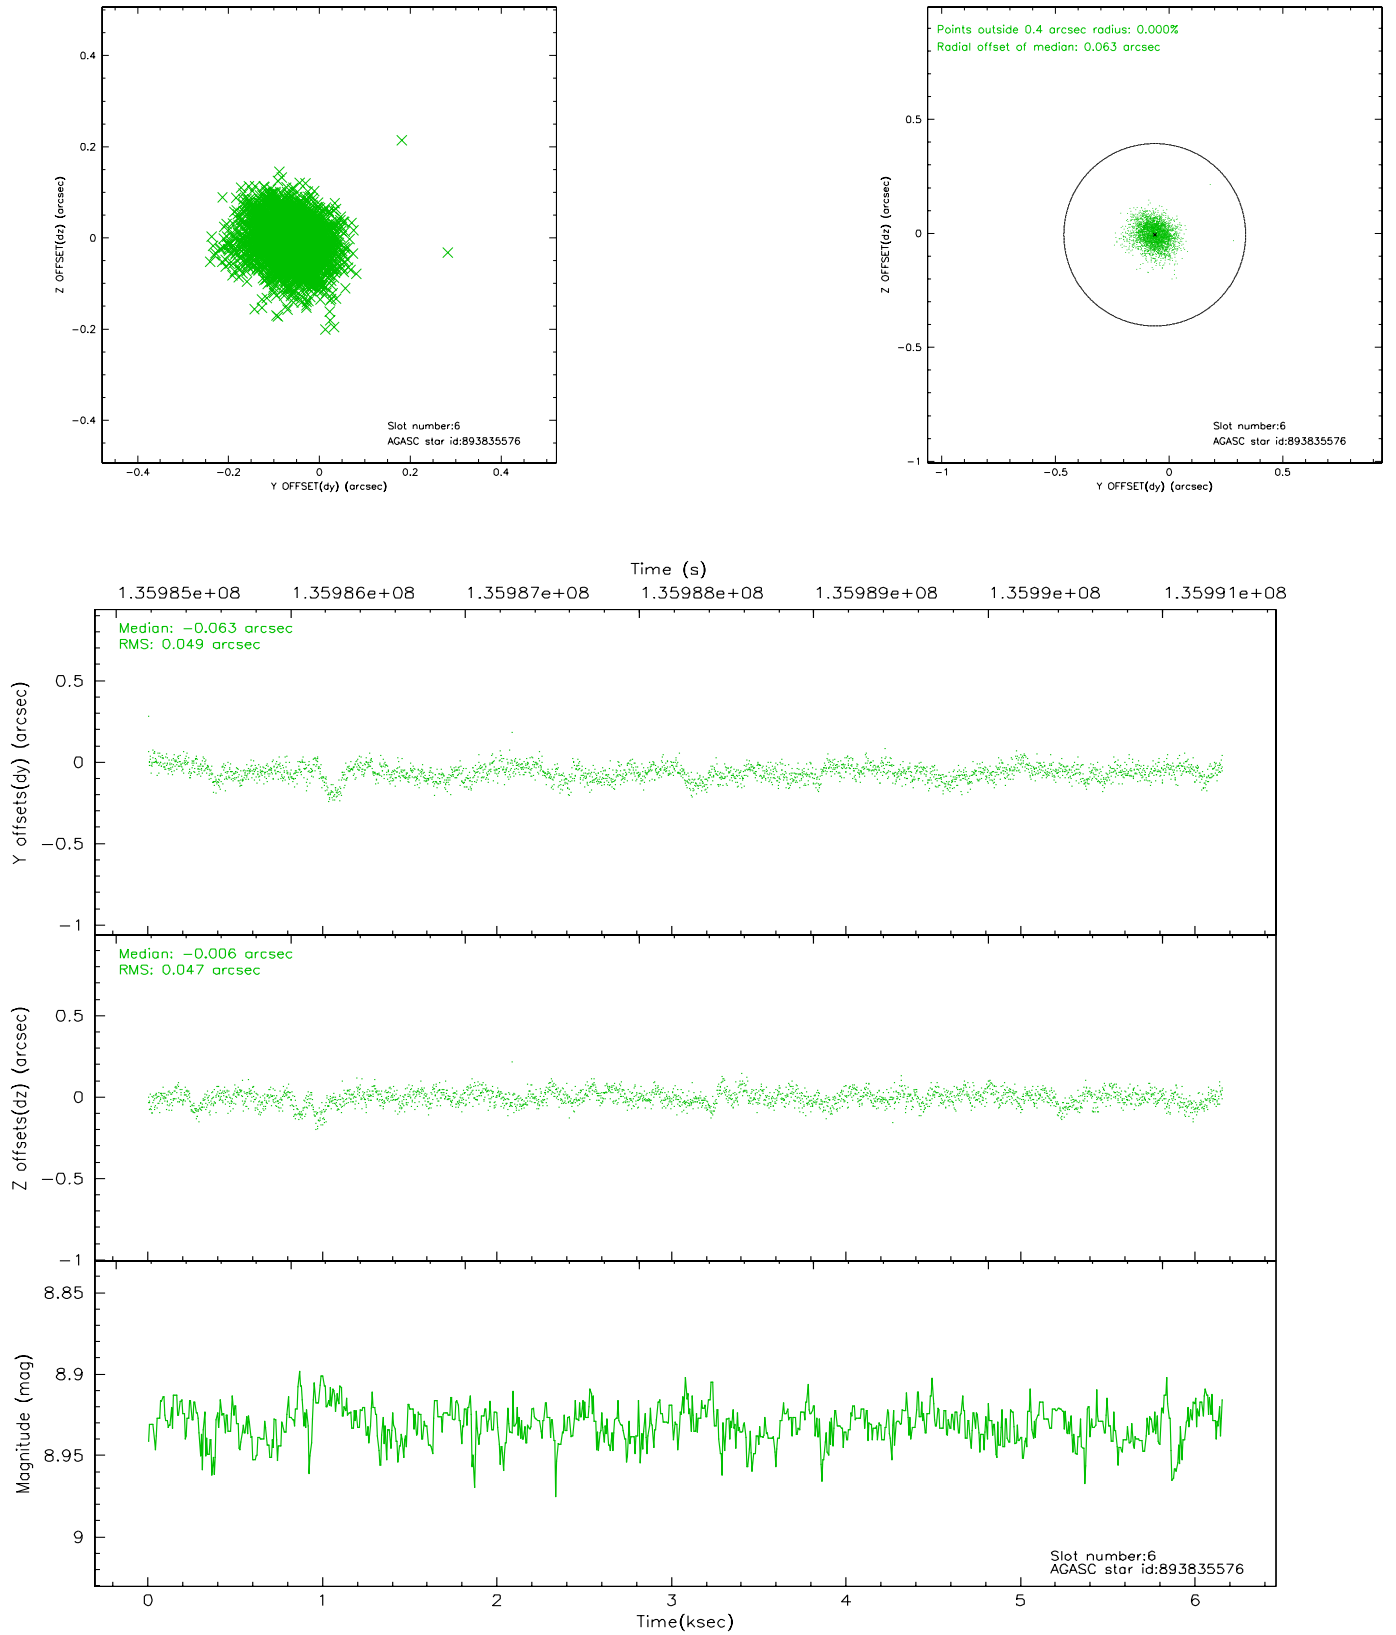 0.4
0.2
0
−0.2
−0.4
Z OFFSET(dz) (arcsec)
Slot number:6
AGASC star id:893835576
−0.4 −0.2 0 0.2 0.4
Y OFFSET(dy) (arcsec)
Points outside 0.4 arcsec radius: 0.000%
Radial offset of median: 0.063 arcsec
0.5
0
−0.5
−1
Z OFFSET(dz) (arcsec)
Slot number:6
AGASC star id:893835576
−1 −0.5 0 0.5
Y OFFSET(dy) (arcsec)
Time (s)
1.35985e+08 1.35986e+08 1.35987e+08 1.35988e+08 1.35989e+08 1.3599e+08 1.35991e+08
Median: −0.063 arcsec
RMS: 0.049 arcsec
0.5
0
−0.5
−1
Y offsets(dy) (arcsec)
Median: −0.006 arcsec
RMS: 0.047 arcsec
0.5
0
−0.5
−1
Z offsets(dz) (arcsec)
8.85
8.9
8.95
9
Magnitude (mag)
Slot number:6
AGASC star id:893835576
0 1 2 3 4 5 6
Time(ksec)